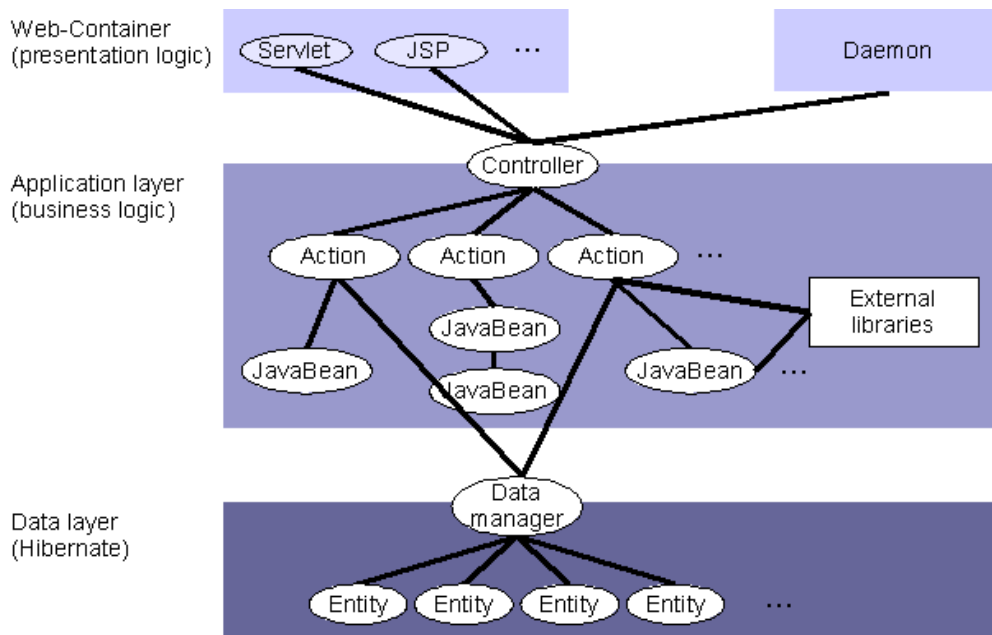 Web-Container
(presentation logic)
Servlet
JSP
...
Daemon
Controller
Application layer
(business logic)
Action
Action
Action
...
External
libraries
JavaBean
JavaBean
JavaBean
JavaBean
...
Data
manager
Data layer
(Hibernate)
Entity
Entity
Entity
Entity
...